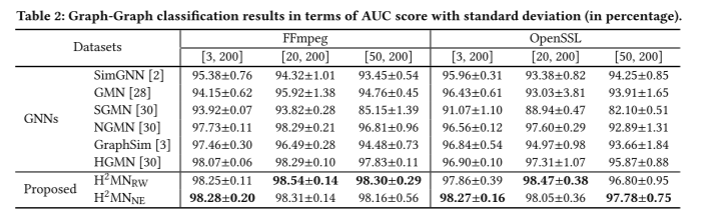 Table 2: Graph-Graph classification results in terms of AUC score with standard deviation (in percentage).
Datasets FFmpeg OpenSSL
[3, 200] [20, 200] [50, 200] [3, 200] [20, 200] [50, 200]
GNNs SimGNN [2] 95.38±0.76 94.32±1.01 93.45±0.54 95.96±0.31 93.38±0.82 94.25±0.85
GMN [28] 94.15±0.62 95.92±1.38 94.76±0.45 96.43±0.61 93.03±3.81 93.91±1.65
SGMN [30] 93.92±0.07 93.82±0.28 85.15±1.39 91.07±1.10 88.94±0.47 82.10±0.51
NGMN [30] 97.73±0.11 98.29±0.21 96.81±0.96 96.56±0.12 97.60±0.29 92.89±1.31
GraphSim [3] 97.46±0.30 96.49±0.28 94.48±0.73 96.84±0.54 94.97±0.98 93.66±1.84
HGMN [30] 98.07±0.06 98.29±0.10 97.83±0.11 96.90±0.10 97.31±1.07 95.87±0.88
Proposed H²MN_RW 98.25±0.11 98.54±0.14 98.30±0.29 97.86±0.39 98.47±0.38 96.80±0.95
H²MN_NE 98.28±0.20 98.31±0.14 98.16±0.56 98.27±0.16 98.05±0.36 97.78±0.75